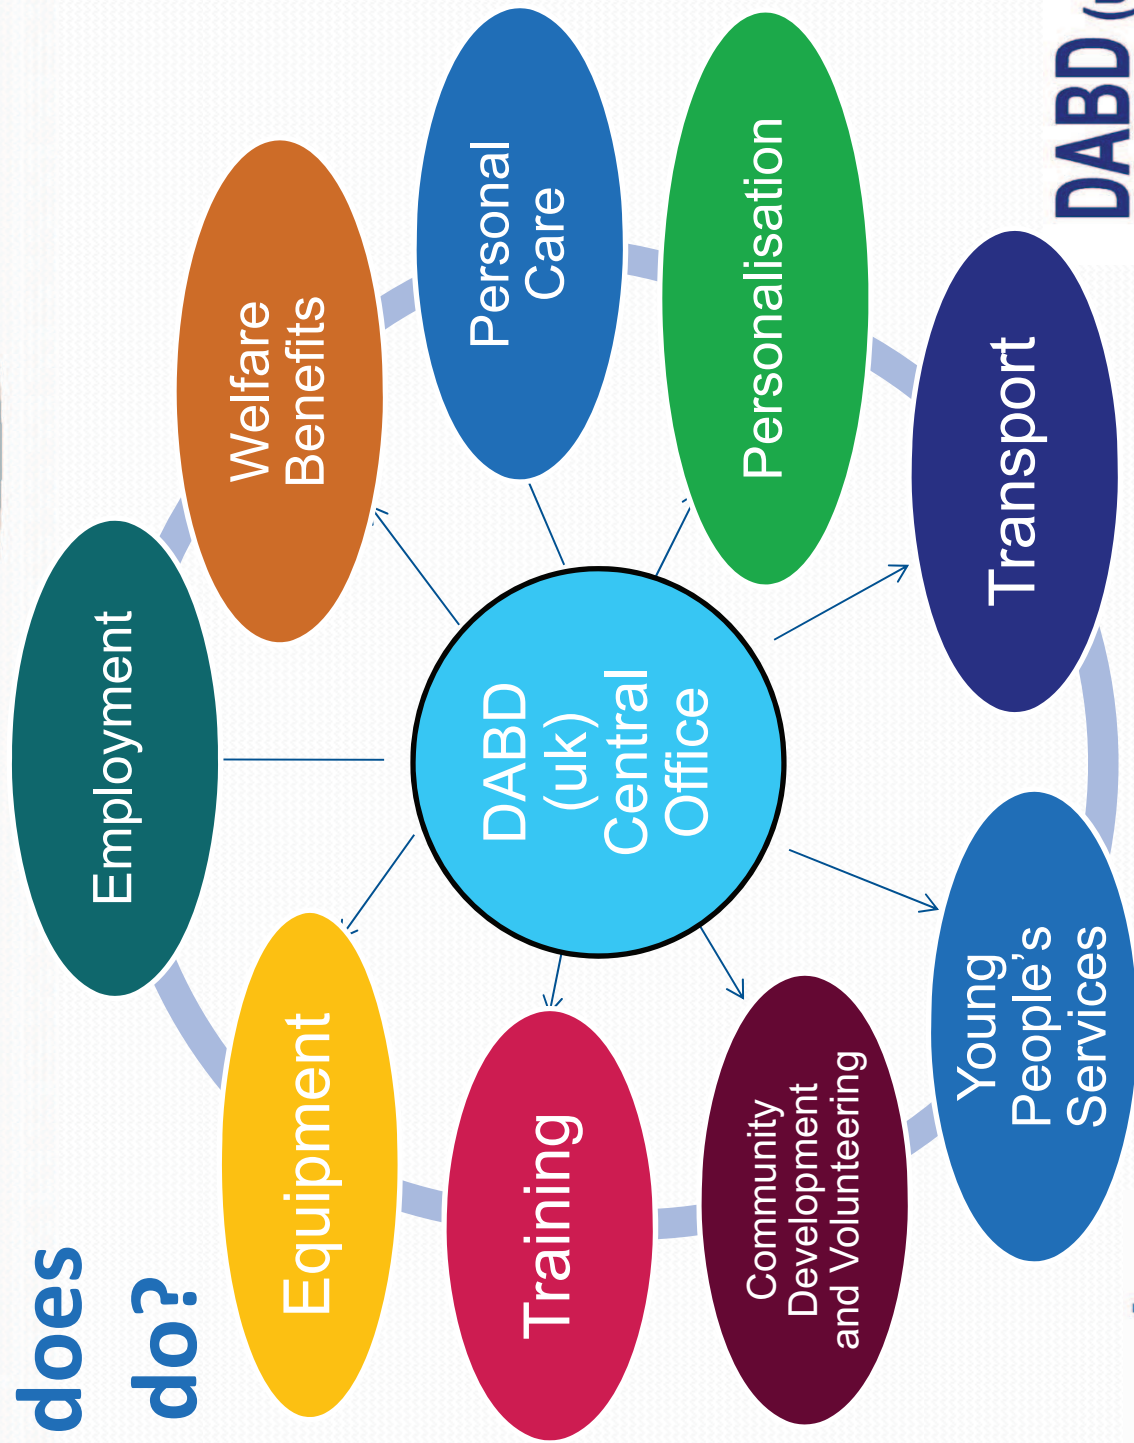 does
do?
Employment
Welfare
Benefits
Personal
Care
Personalisation
Transport
Young
People’s
Services
Community
Development
and Volunteering
Training
Equipment
DABD
(uk)
Central
Office
DABD